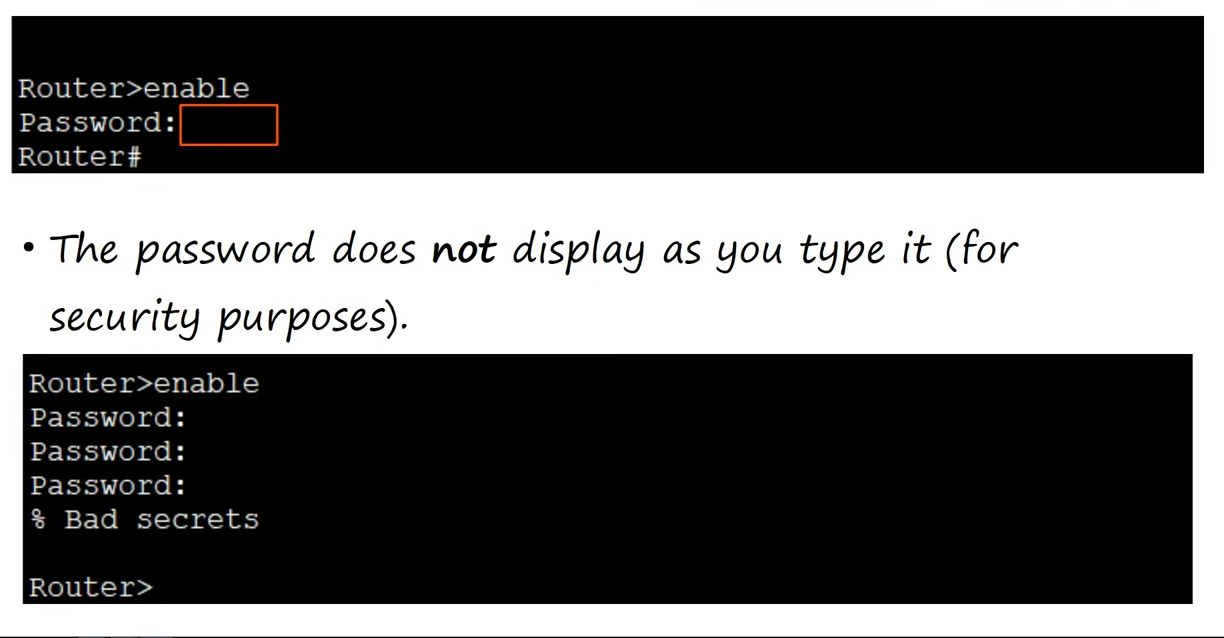 Router>enable
Password:
Router#
• The password does not display as you type it (for
security purposes).
Router>enable
Password:
Password:
Password:
% Bad secrets
Router>